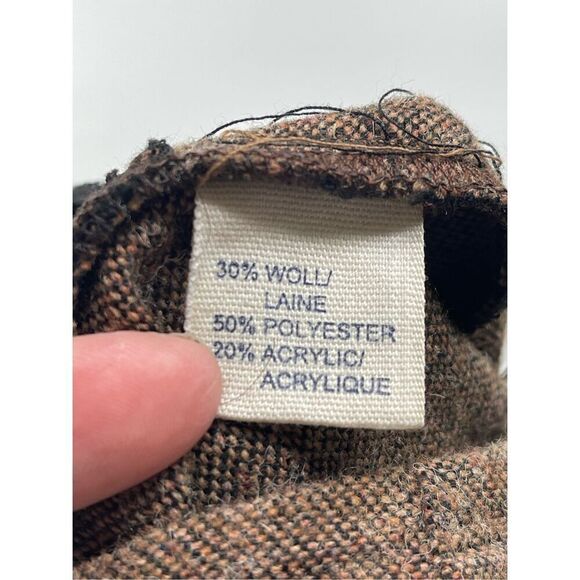 30% WOLL/
LAINE
50% POLYESTER
20% ACRYLIC/
ACRYLIQUE